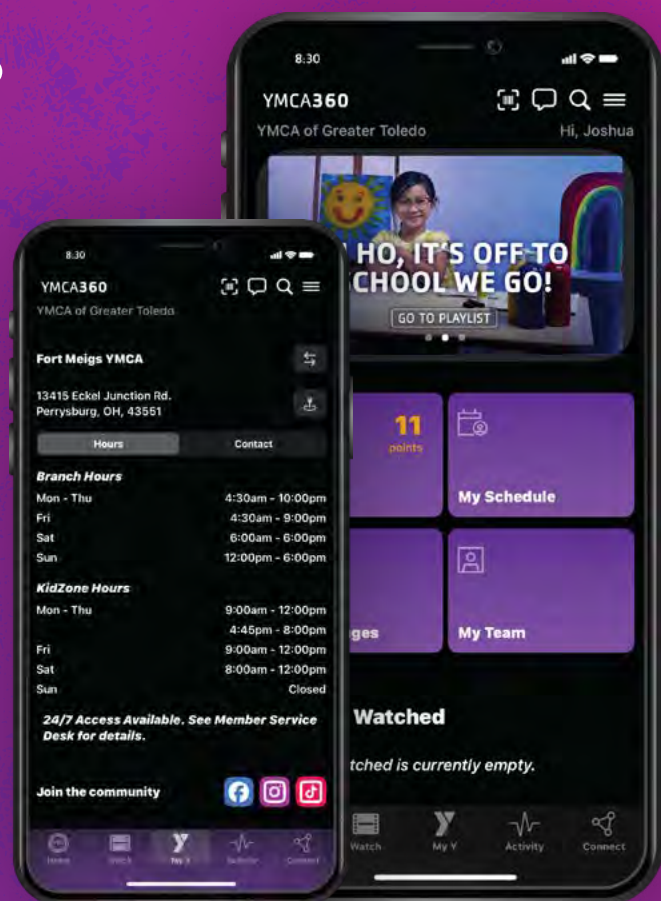 8:30
YMCA360
YMCA of Greater Toledo
Hi, Joshua
HO, IT'S OFF TO
SCHOOL WE GO!
GO TO PLAYLIST
11
points
My Schedule
My Team
Watched
is currently empty.
Watch
My Y
Activity
Connect
8:30
YMCA360
YMCA of Greater Toledo
Fort Meigs YMCA
13415 Eckel Junction Rd.
Perrysburg, OH, 43551
Hours Contact
Branch Hours
Mon - Thu 4:30am - 10:00pm
Fri 4:30am - 9:00pm
Sat 6:00am - 6:00pm
Sun 12:00pm - 6:00pm
KidZone Hours
Mon - Thu 9:00am - 12:00pm
4:45pm - 8:00pm
Fri 9:00am - 12:00pm
Sat 8:00am - 12:00pm
Sun Closed
24/7 Access Available. See Member Service
Desk for details.
Join the community
Home
Watch
My Y
Activity
Connect